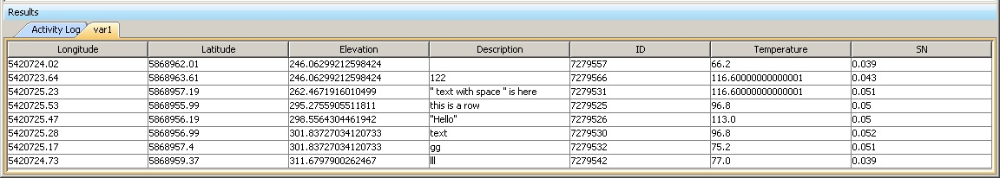 Results
Activity Log var1
Longitude Latitude Elevation Description ID Temperature SN
5420724.02 5868962.01 246.06299212598424 7279557 66.2 0.039
5420723.64 5868963.61 246.06299212598424 122 7279566 116.60000000000001 0.043
5420725.23 5868957.19 262.4671916010499 " text with space " is here 7279531 116.60000000000001 0.051
5420725.53 5868955.99 295.2755905511811 this is a row 7279525 96.8 0.05
5420725.47 5868956.19 298.5564304461942 "Hello" 7279526 113.0 0.05
5420725.28 5868956.99 301.83727034120733 text 7279530 96.8 0.052
5420725.17 5868957.4 301.83727034120733 gg 7279532 75.2 0.051
5420724.73 5868959.37 311.6797900262467 lll 7279542 77.0 0.039